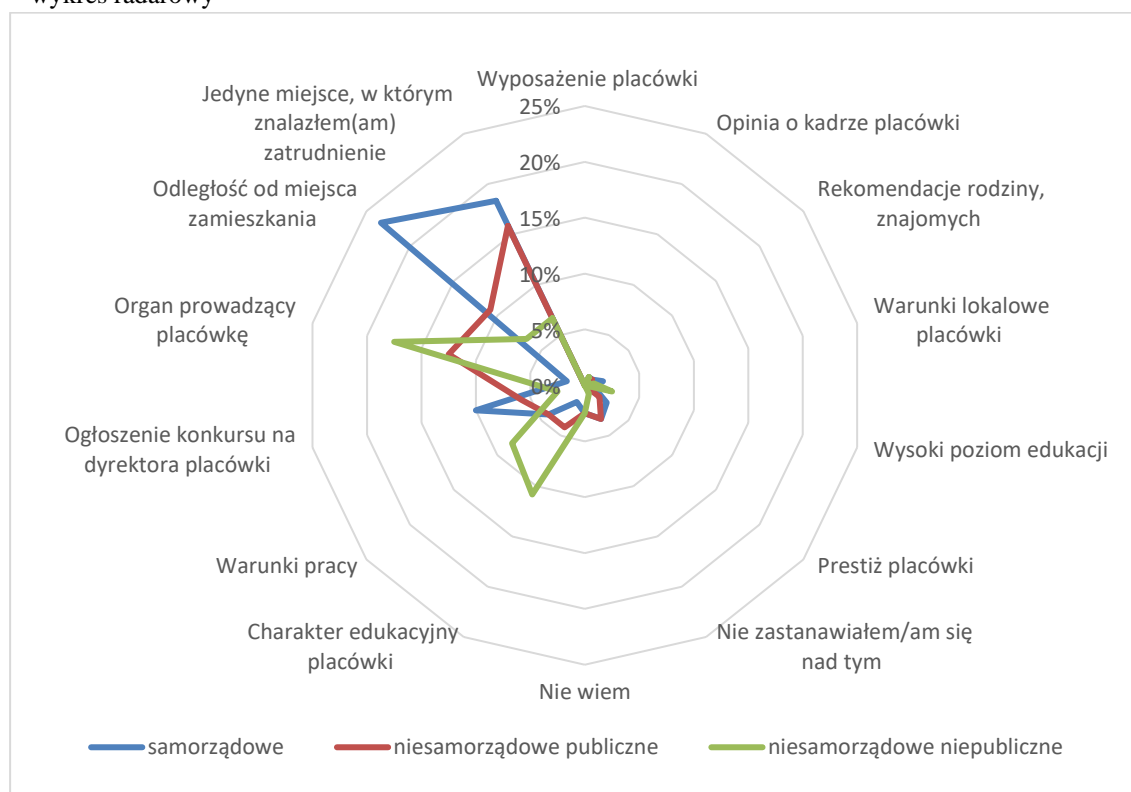 wykres radarowy
Wyposażenie placówki
25%
20%
15%
10%
5%
0%
Opinia o kadrze placówki
Rekomendacje rodziny,
znajomych
Warunki lokalowe
placówki
Wysoki poziom edukacji
Prestiż placówki
Nie zastanawiałem/am się
nad tym
Nie wiem
Charakter edukacyjny
placówki
Warunki pracy
Ogłoszenie konkursu na
dyrektora placówki
Organ prowadzący
placówkę
Odległość od miejsca
zamieszkania
Jedyne miejsce, w którym
znalazłem(am)
zatrudnienie
samorządowe
niesamorządowe publiczne
niesamorządowe niepubliczne